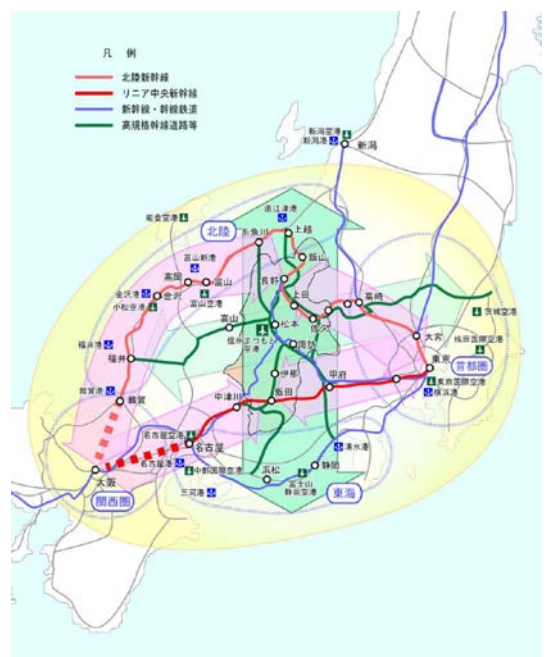 凡 例
北陸新幹線
リニア中央新幹線
新幹線・幹線鉄道
高規格幹線道路等
新潟空港
新潟港
新潟
能登空港
直江津港
北陸
糸魚川
上越
富山新港
飯山
高岡
富山
長野
金沢港
金沢
小松空港
富山空港
上田
高崎
高山
松本
佐久
茨城空港
信州まつもと
空港
諏訪
大宮
成田国際空港
福井港
福井
東京
首都圏
伊那
甲府
敦賀港
敦賀
中津川
飯田
東京国際空港
横浜港
名古屋空港
名古屋
清水港
名古屋港
中部国際空港
静岡
大阪
浜松
富士山
静岡空港
三河港
関西圏
東海